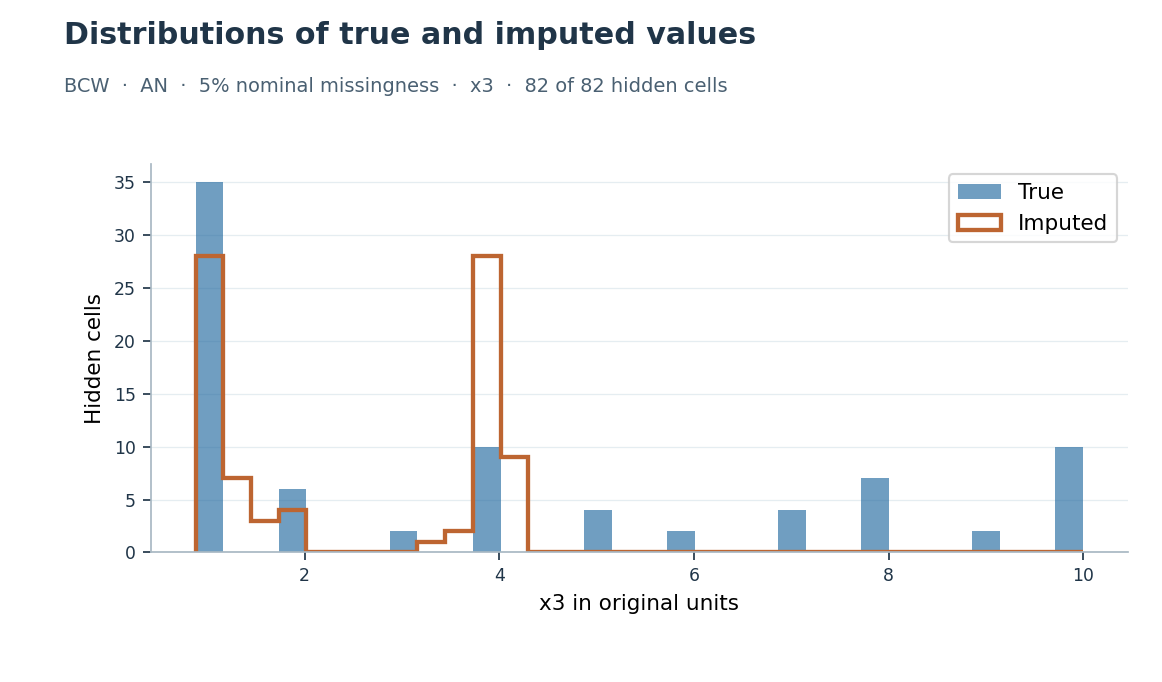 Distributions of true and imputed values
BCW · AN · 5% nominal missingness · x3 · 82 of 82 hidden cells
True
Imputed
Hidden cells
35
30
25
20
15
10
5
0
2 4 6 8 10
x3 in original units